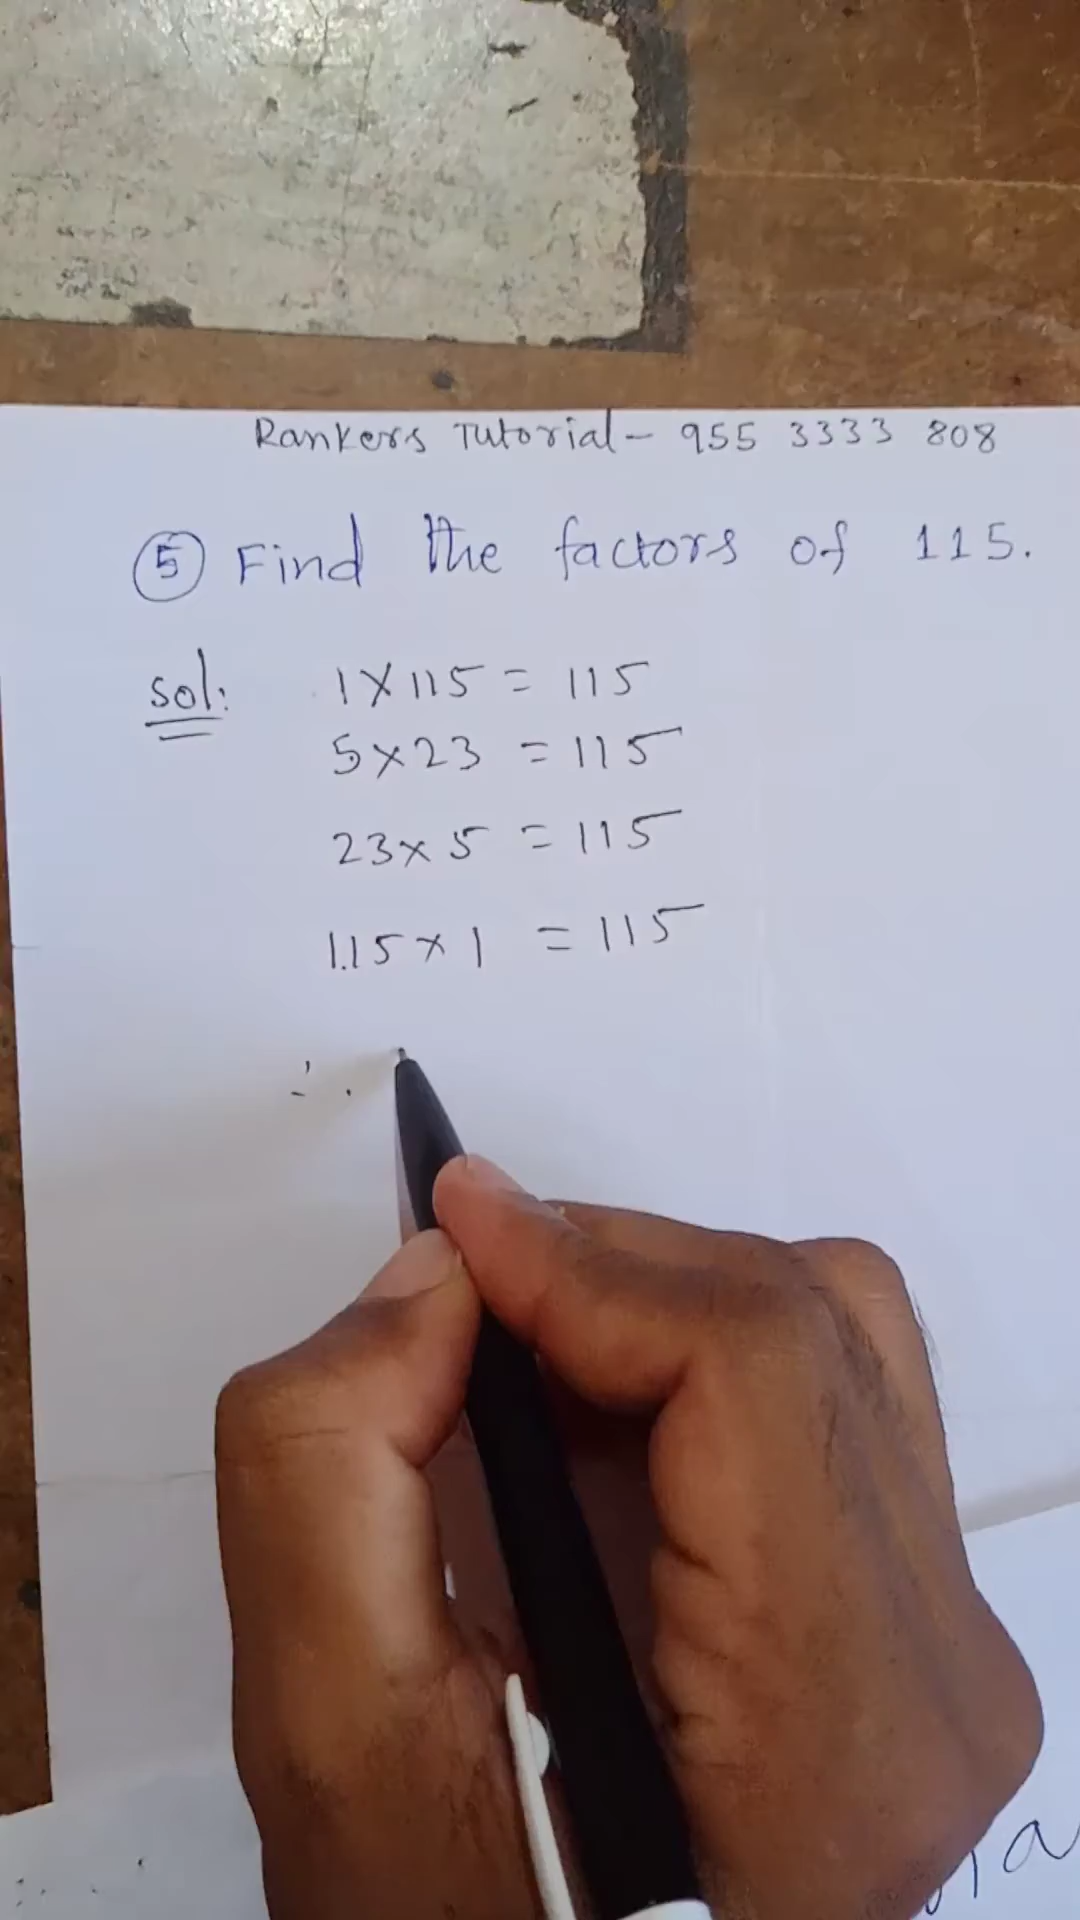 Rankers Tutorial - 955 3333 808
5 Find the factors of 115.
Sol: 1 × 115 = 115
5 × 23 = 115
23 × 5 = 115
115 × 1 = 115
∴